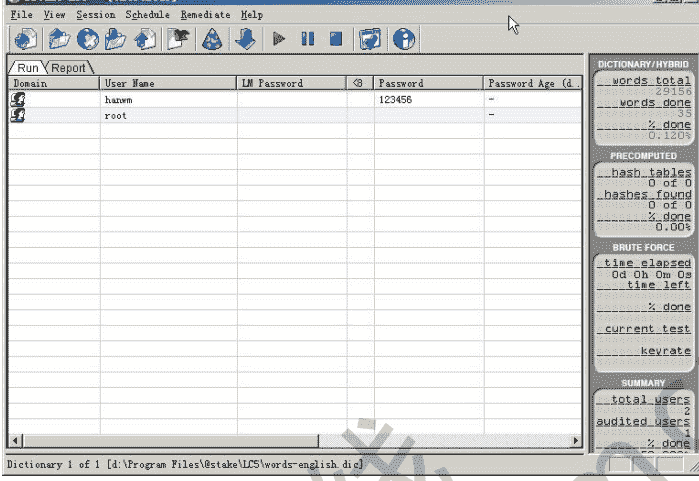 File View Session Schedule Remediate Help
Run Report
Domain User Name LM Password <8 Password Password Age (d..
hanwm 123456 -
root -
DICTIONARY/HYBRID
words total
29156
words done
35
% done
0.120%
PRECOMPUTED
hash tables
0 of 0
hashes found
0 of 0
% done
0.00%
BRUTE FORCE
time elapsed
0d 0h 0m 0s
time left
% done
current test
keyrate
SUMMARY
total users
2
audited users
1
% done
Dictionary 1 of 1 [d:\Program Files\@stake\LC5\words-english.dic]